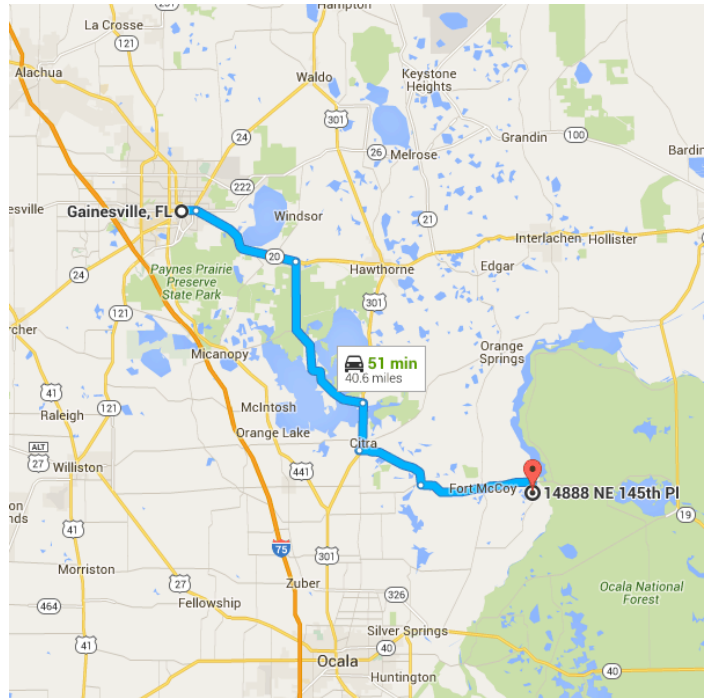 Hampton
La Crosse
231
121
301
Alachua
Waldo
Keystone
Heights
24
Grandin
100
301
26
Melrose
Bardin
121
222
esville
Gainesville, FL
Windsor
21
Interlachen
Hollister
20
24
Paynes Prairie
Preserve
State Park
Hawthorne
Edgar
301
121
rcher
Micanopy
Orange
Springs
51 min
40.6 miles
41
McIntosh
Raleigh
Orange Lake
Citra
ALT
27
Williston
441
Fort McCoy
14888 NE 145th Pl
27
19
41
75
301
Morriston
27
Zuber
Ocala National
Forest
464
Fellowship
326
41
Silver Springs
40
40
Ocala
Huntington